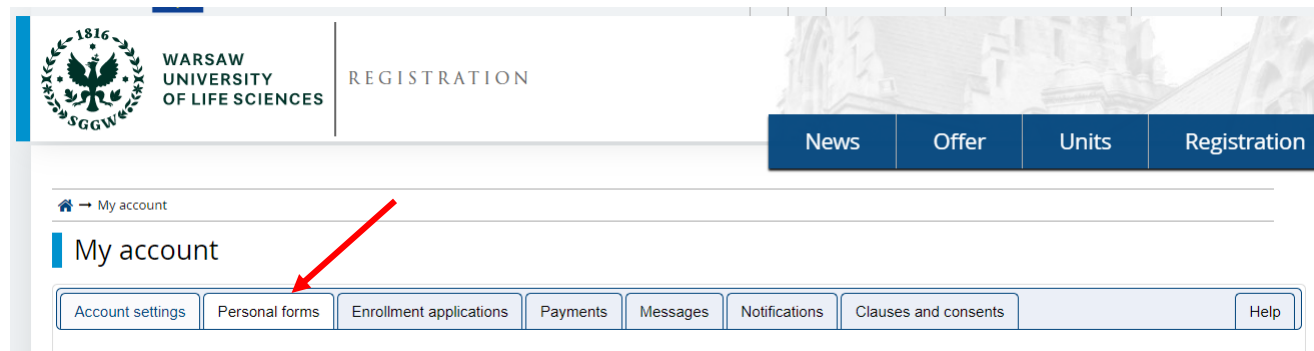 1816
SGGW
WARSAW
UNIVERSITY
OF LIFE SCIENCES
REGISTRATION
News Offer Units Registration
→ My account
My account
Account settings Personal forms Enrollment applications Payments Messages Notifications Clauses and consents Help